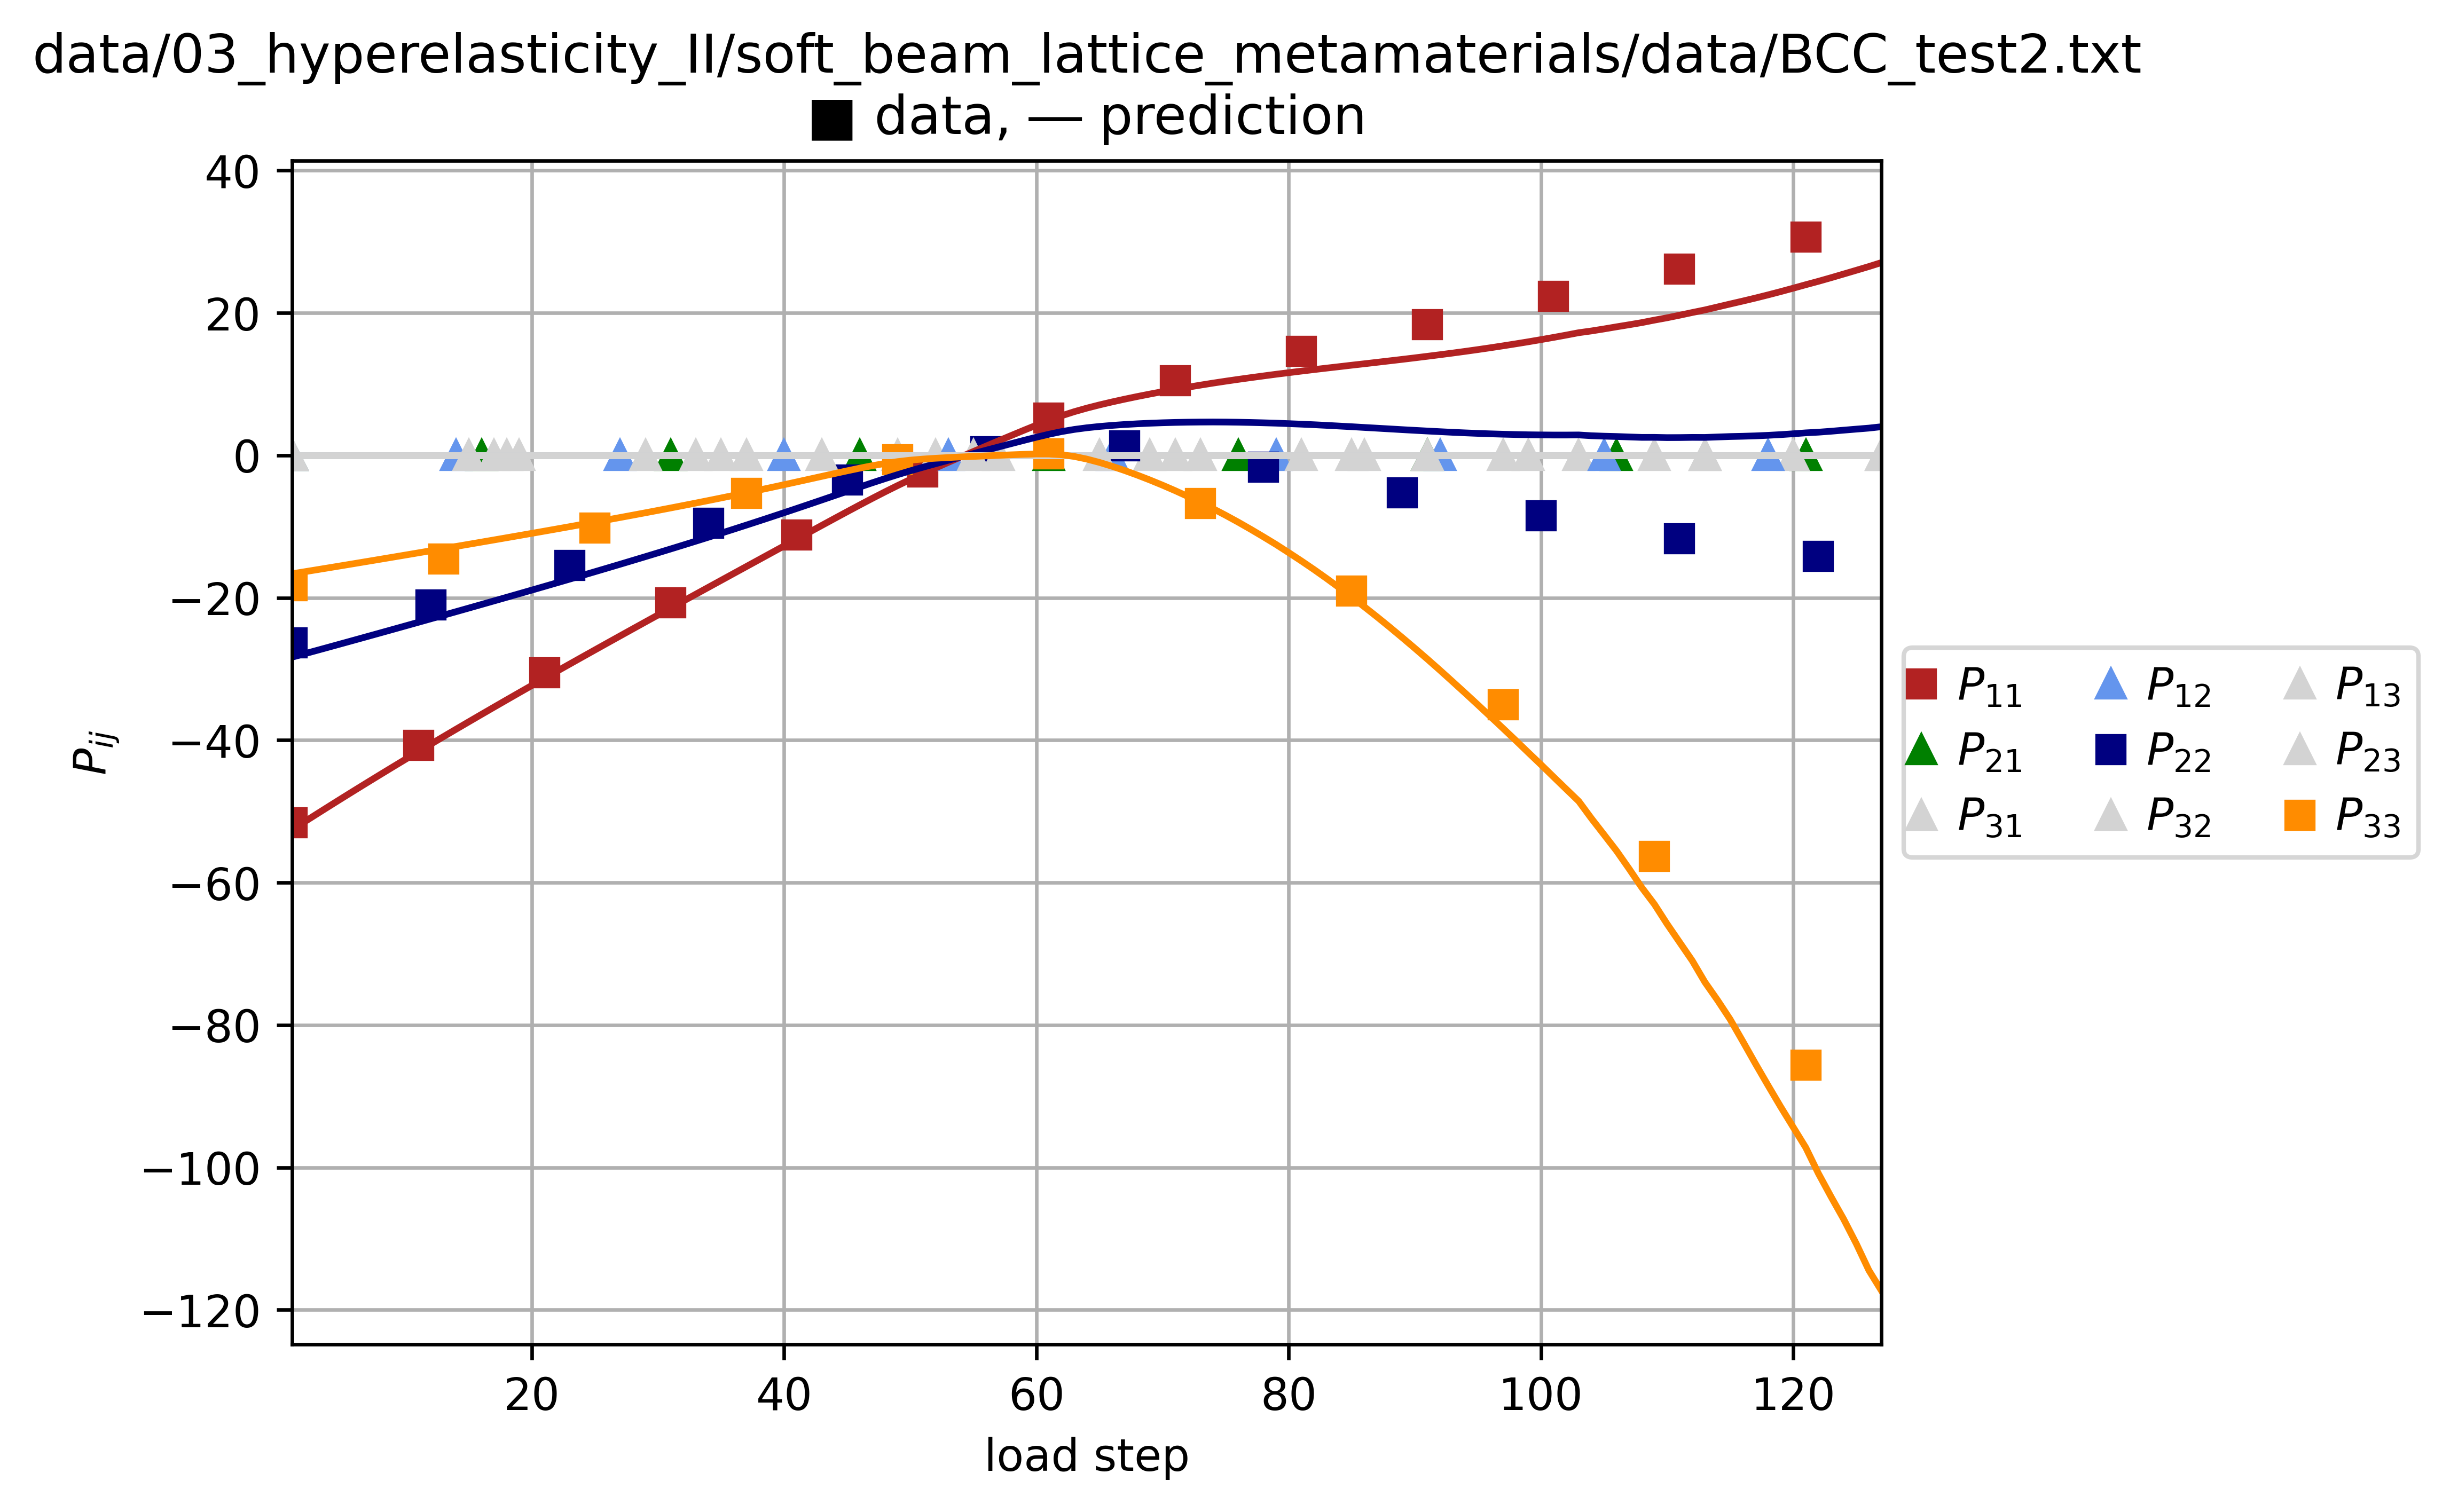 data/03_hyperelasticity_II/soft_beam_lattice_metamaterials/data/BCC_test2.txt
■ data, — prediction
40
20
0
−20
−40
−60
−80
−100
−120
P_ij
20 40 60 80 100 120
load step
P_11 P_12 P_13
P_21 P_22 P_23
P_31 P_32 P_33